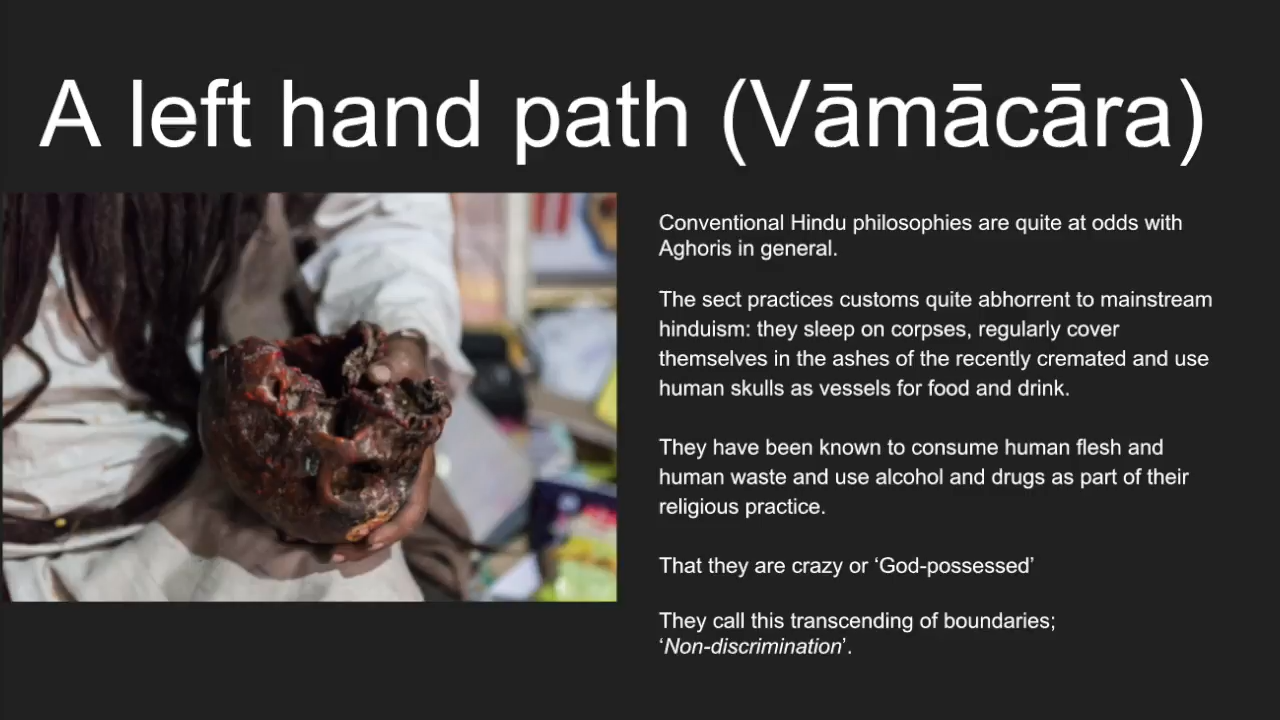 A left hand path (Vāmācāra)
Conventional Hindu philosophies are quite at odds with
Aghoris in general.
The sect practices customs quite abhorrent to mainstream
hinduism: they sleep on corpses, regularly cover
themselves in the ashes of the recently cremated and use
human skulls as vessels for food and drink.
They have been known to consume human flesh and
human waste and use alcohol and drugs as part of their
religious practice.
That they are crazy or ‘God-possessed’
They call this transcending of boundaries;
‘Non-discrimination’.